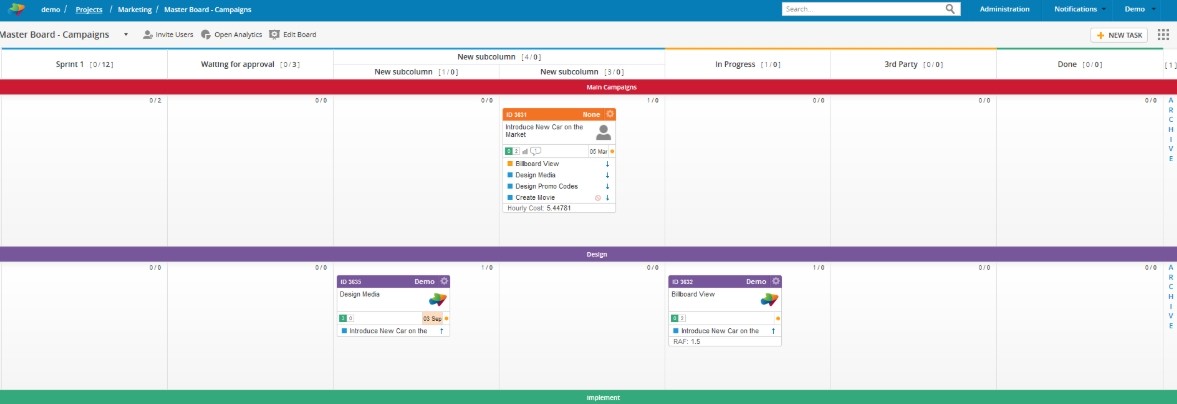 demo / Projects / Marketing / Master Board - Campaigns
Search...
Administration
Notifications
Demo
Master Board - Campaigns
Invite Users
Open Analytics
Edit Board
+ NEW TASK
Sprint 1 [0/12]
Waiting for approval [0/3]
New subcolumn [4/0]
New subcolumn [1/0]
New subcolumn [3/0]
In Progress [1/0]
3rd Party [0/0]
Done [0/0]
[1]
Main Campaigns
0/2
0/0
0/0
1/0
0/0
0/0
0/0
ARCHIVE
ID 3631 None
Introduce New Car on the
Market
1
05 Mar
Billboard View
Design Media
Design Promo Codes
Create Movie
Hourly Cost: 5.44781
Design
0/0
0/0
1/0
0/0
1/0
0/0
0/0
ARCHIVE
ID 3635 Demo
Design Media
03 Sep
Introduce New Car on the
ID 3632 Demo
Billboard View
Introduce New Car on the
RAF: 1.5
Implement